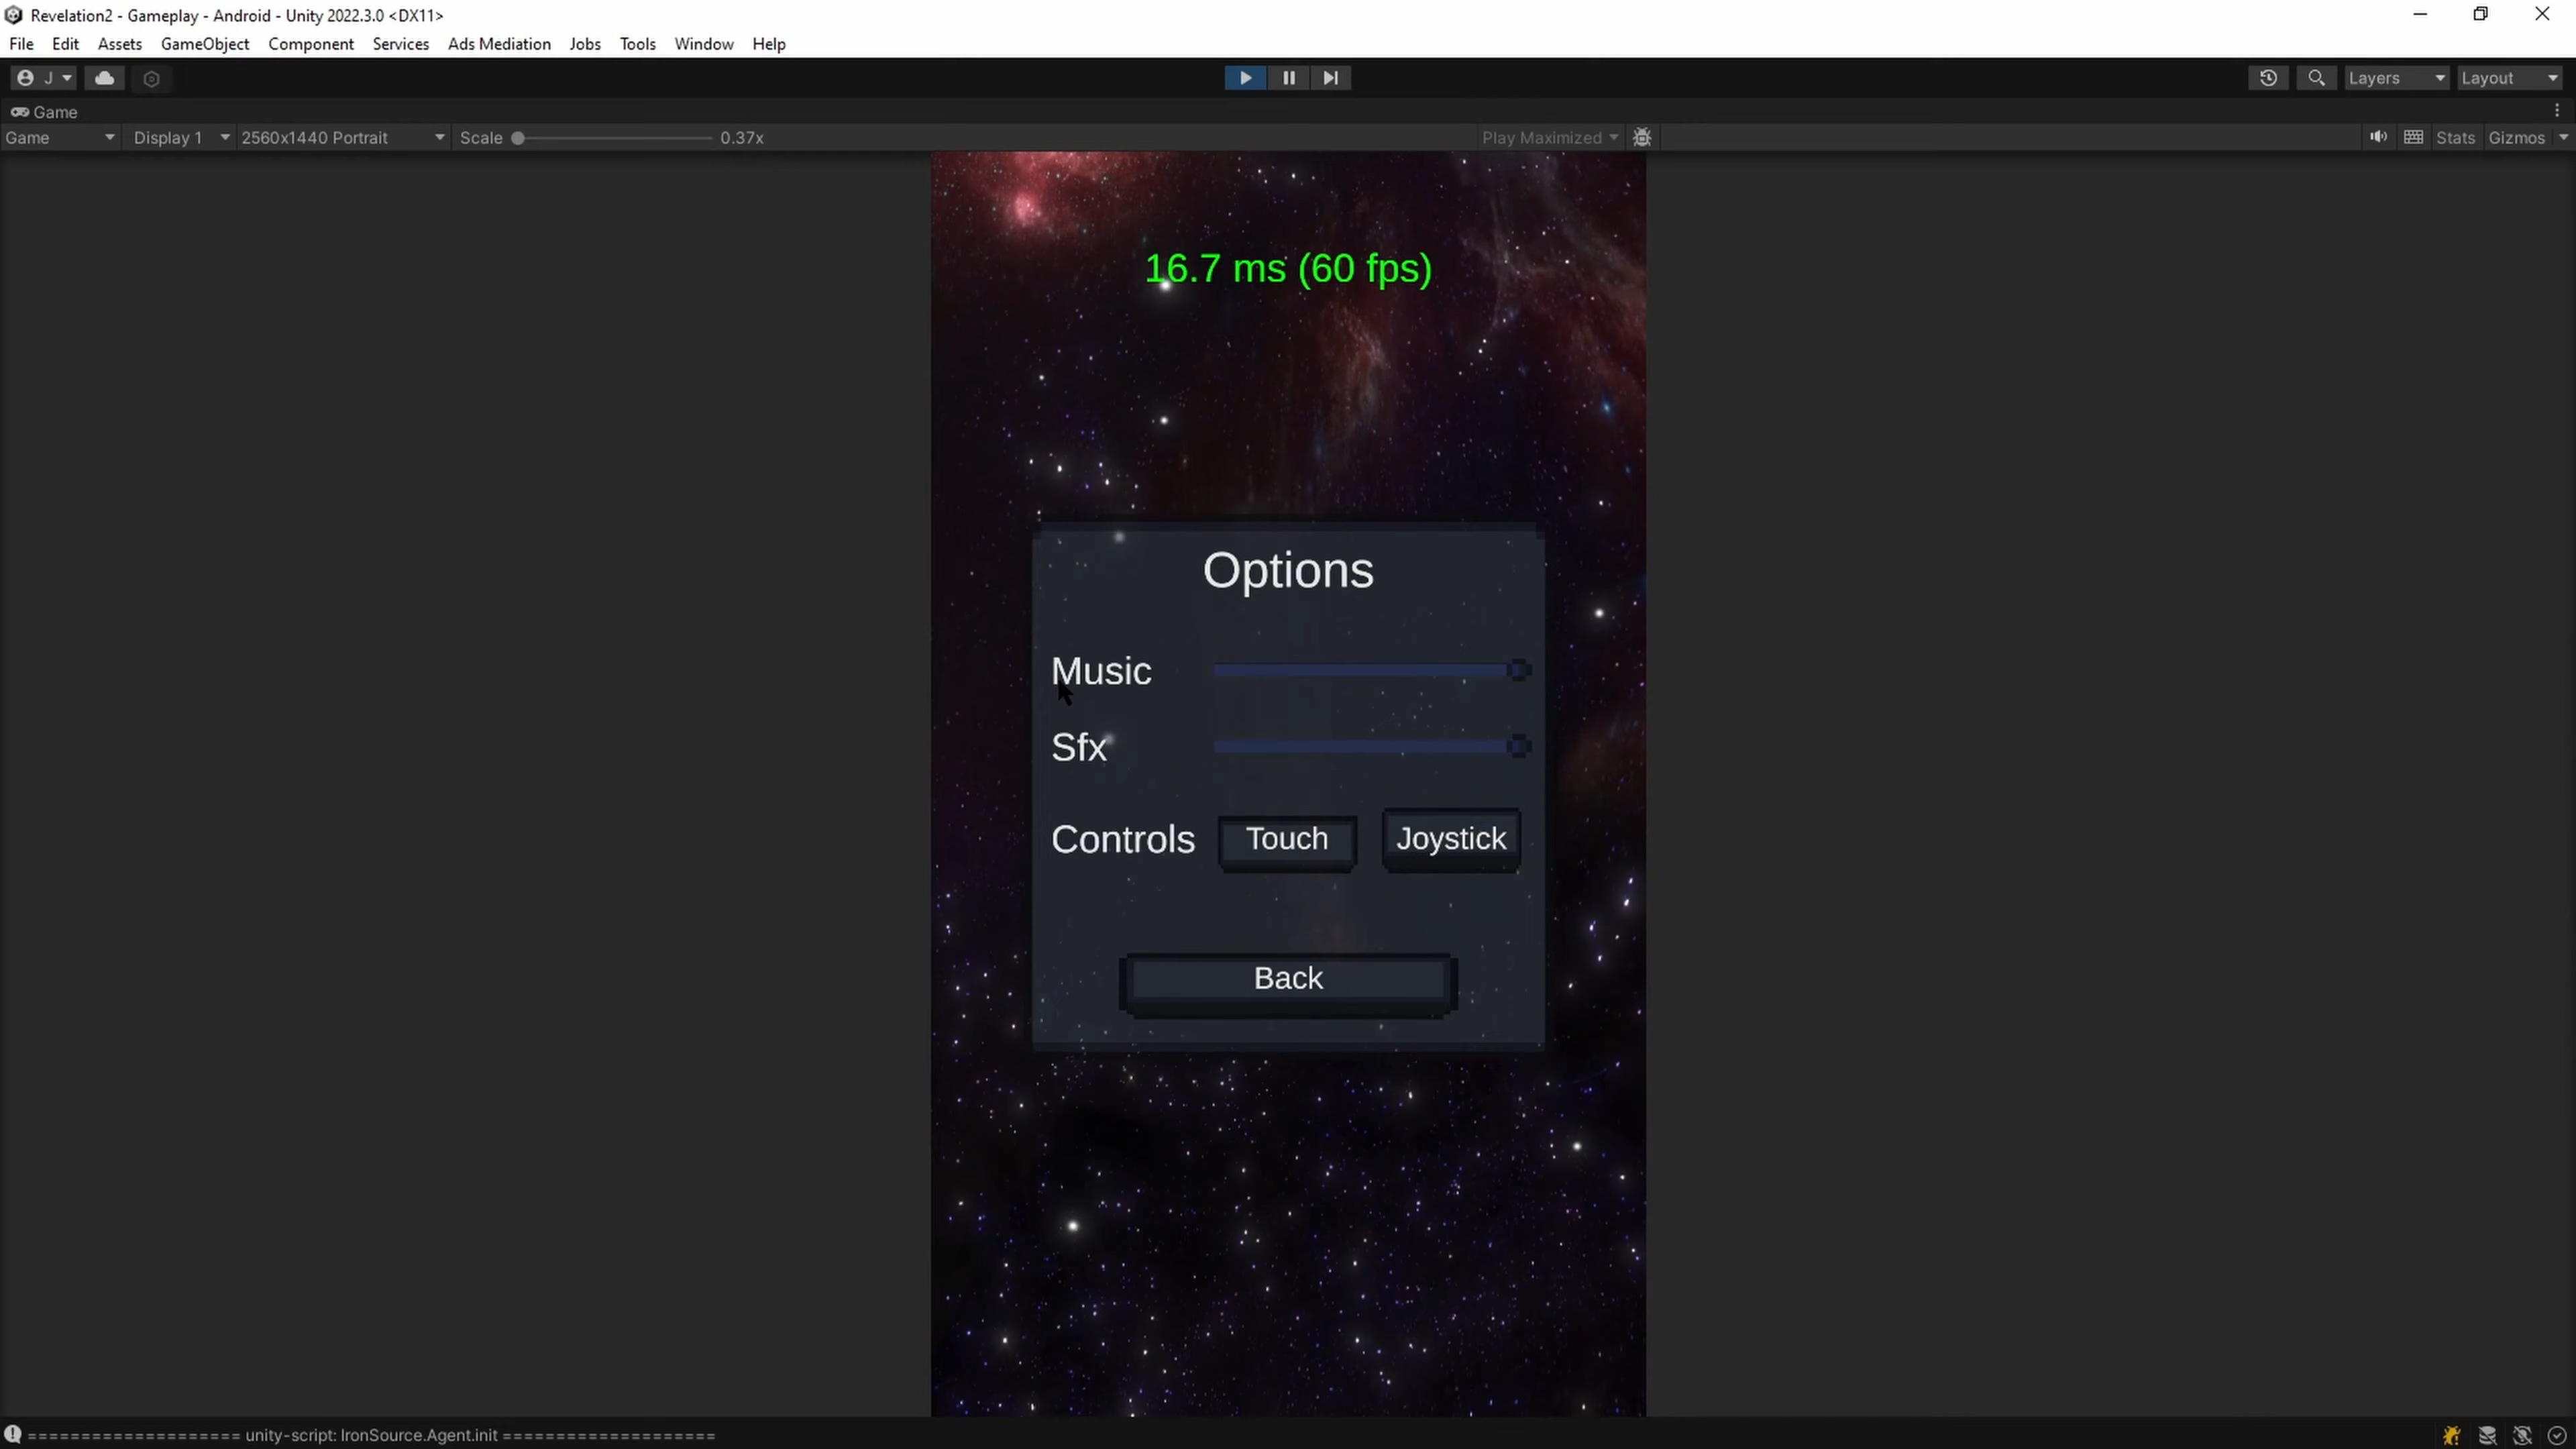 Revelation2 - Gameplay - Android - Unity 2022.3.0 <DX11>
File Edit Assets GameObject Component Services Ads Mediation Jobs Tools Window Help
J Layers Layout
Game
Game Display 1 2560x1440 Portrait Scale 0.37x Play Maximized Stats Gizmos
16.7 ms (60 fps)
Options
Music
Sfx
Controls Touch Joystick
Back
==================== unity-script: IronSource.Agent.init ====================